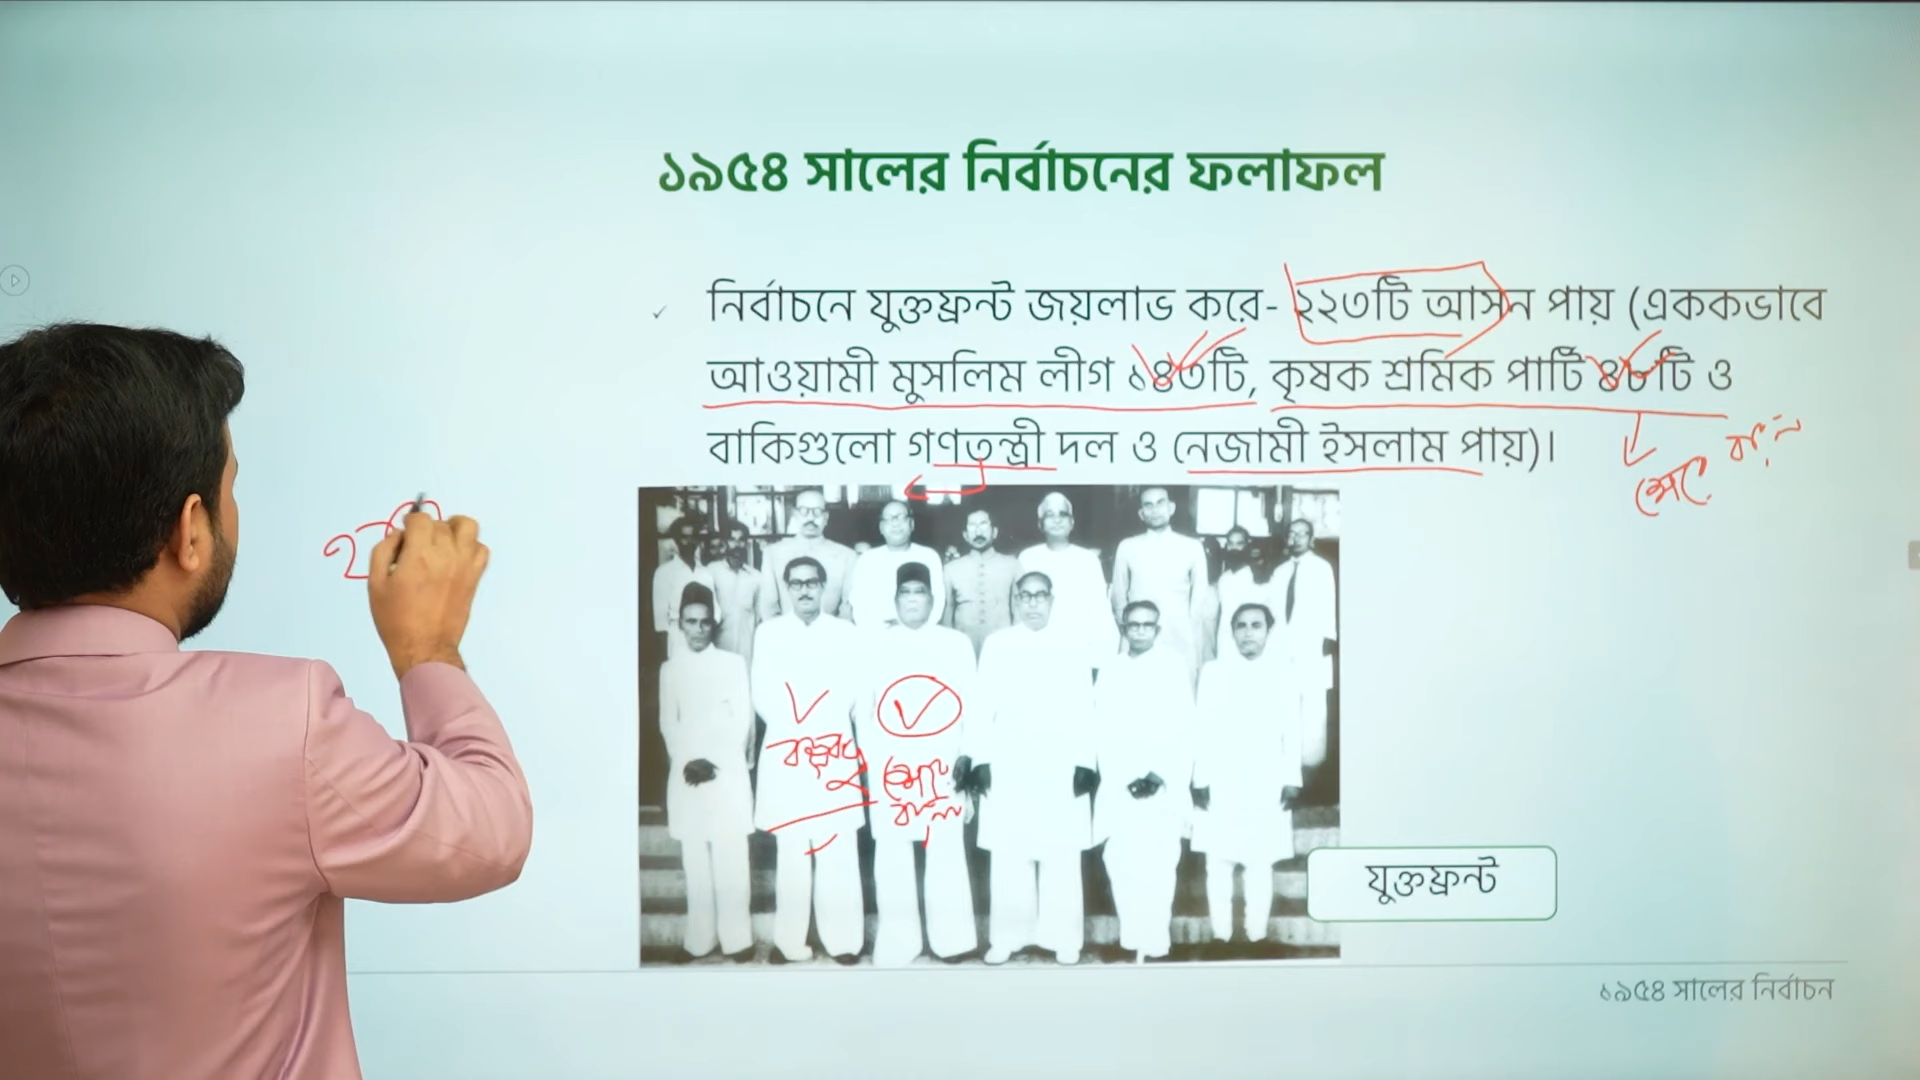 ১৯৫৪ সালের নির্বাচনের ফলাফল
নির্বাচনে যুক্তফ্রন্ট জয়লাভ করে- ২২৩টি আসন পায় (এককভাবে
আওয়ামী মুসলিম লীগ ১৪৩টি, কৃষক শ্রমিক পার্টি ৪৮টি ও
বাকিগুলো গণতন্ত্রী দল ও নেজামী ইসলাম পায়)।
যুক্তফ্রন্ট
১৯৫৪ সালের নির্বাচন